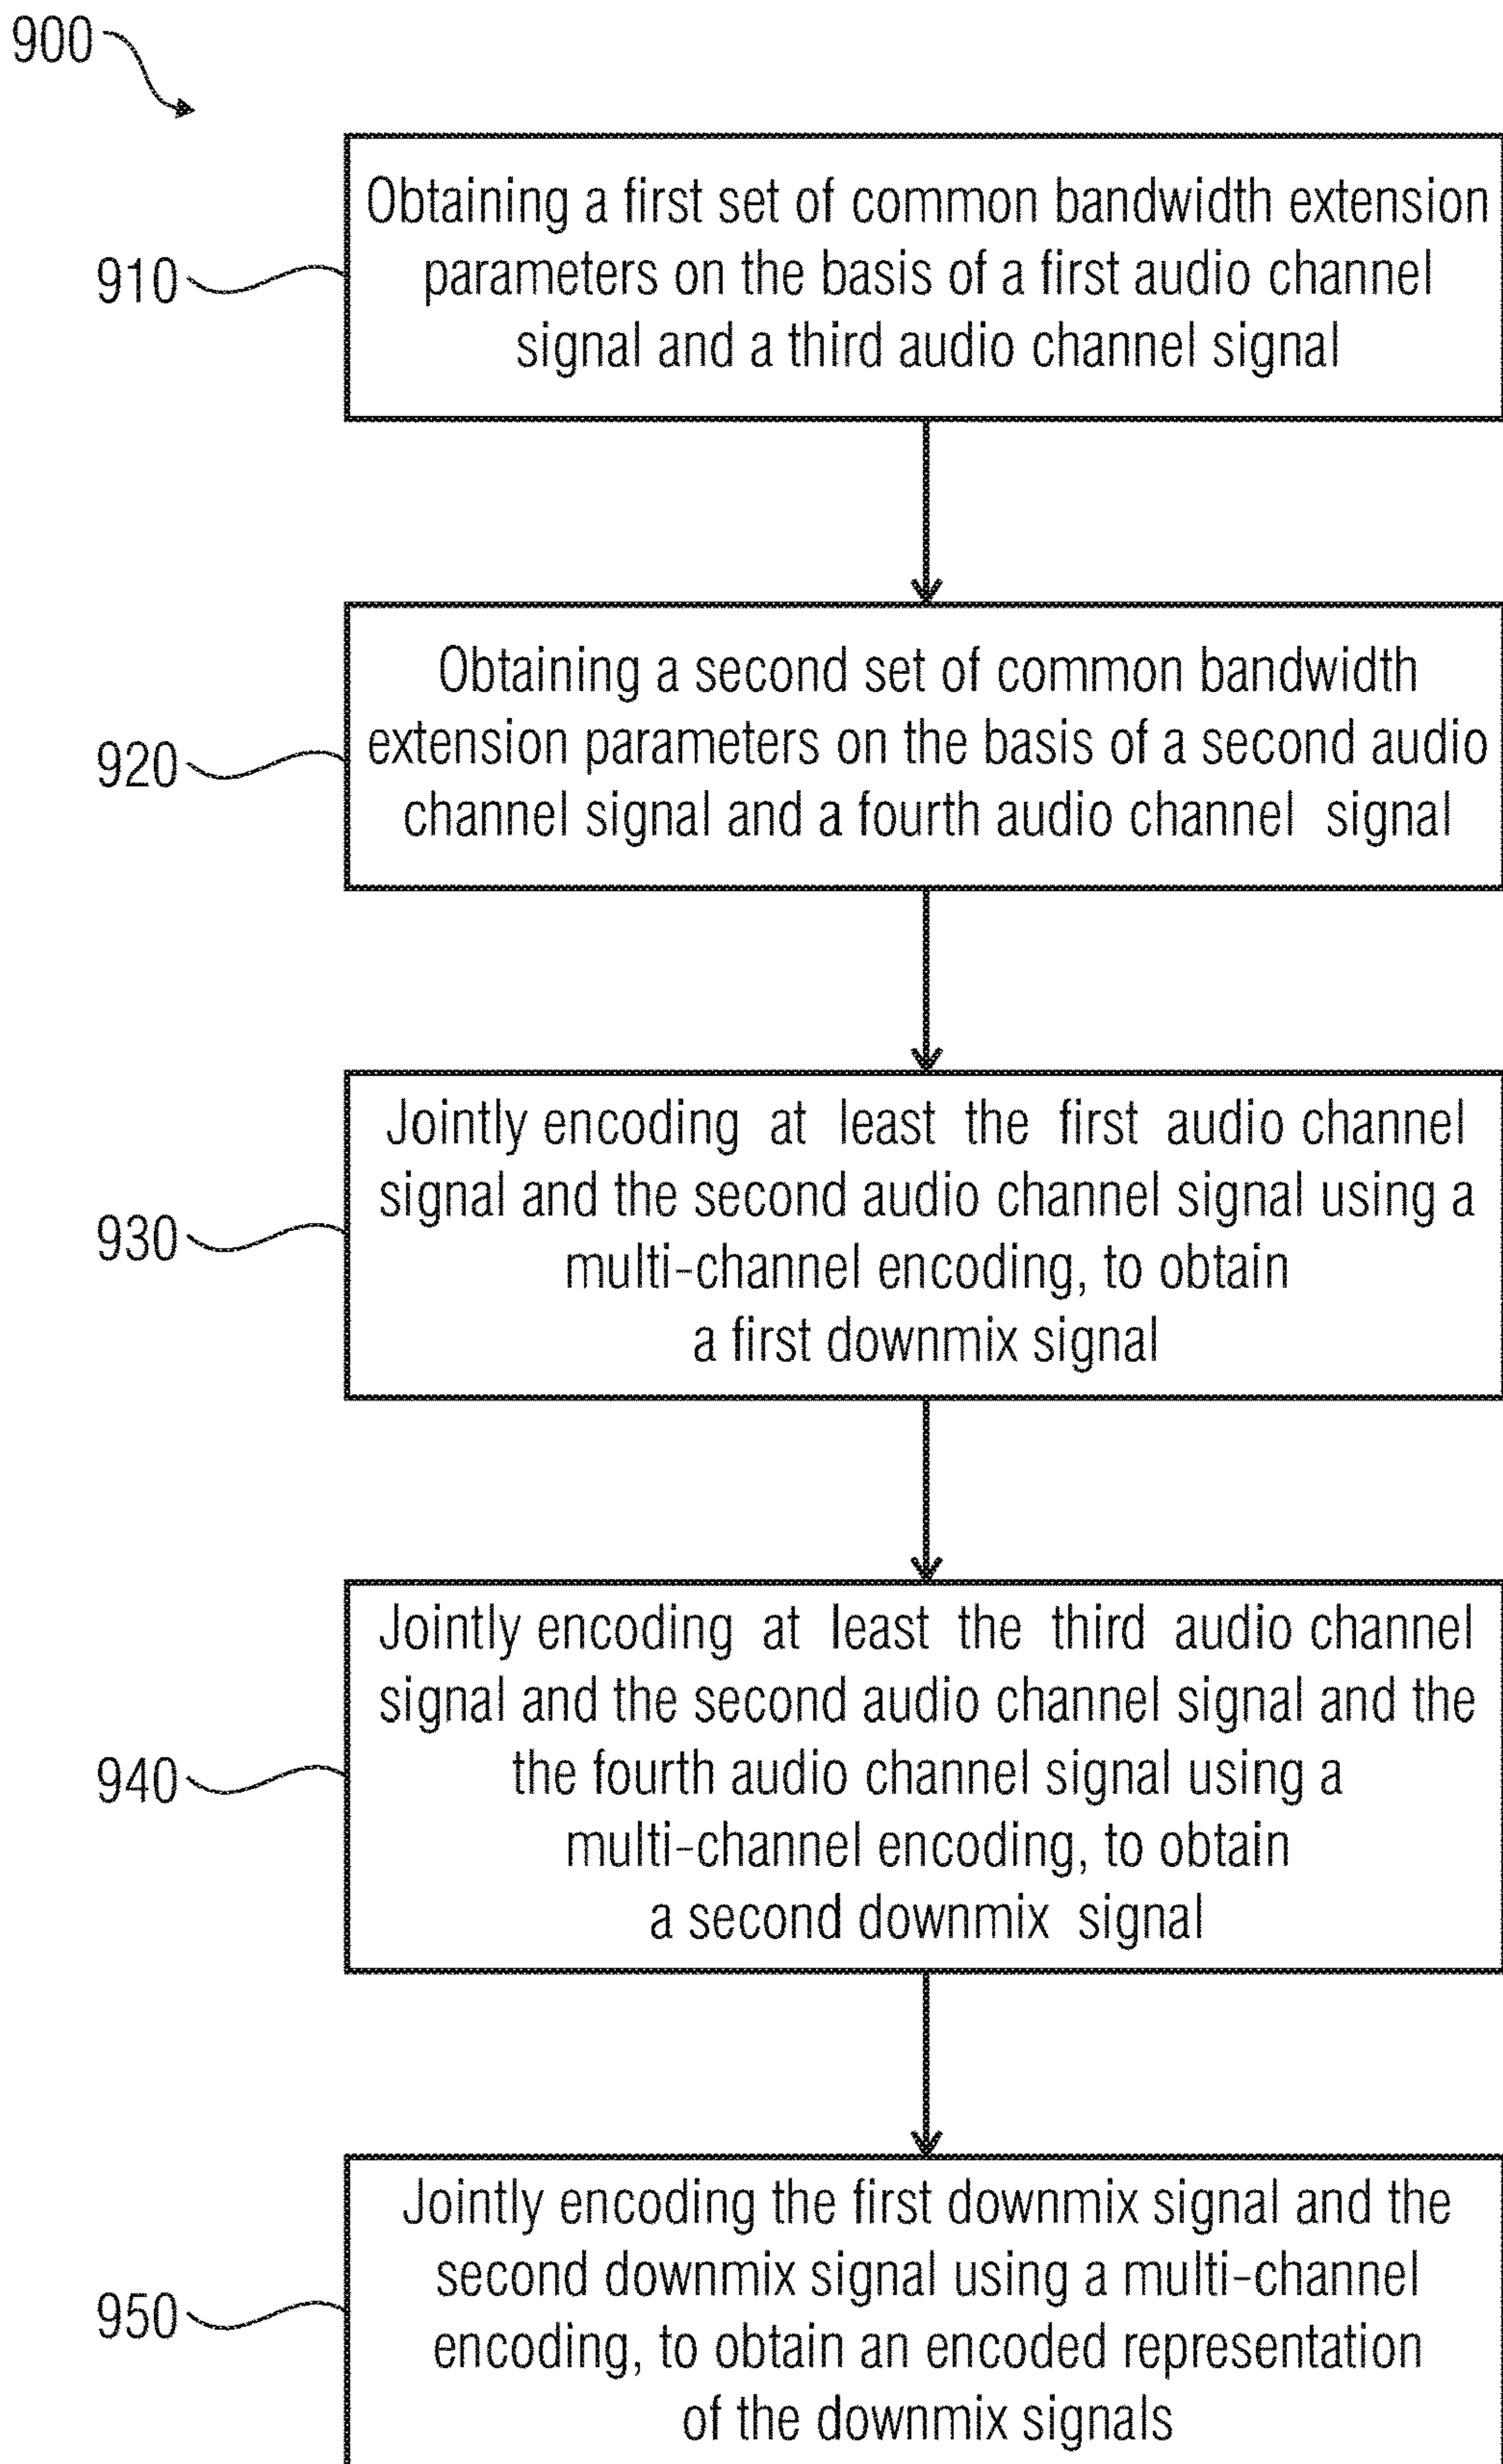 900
910
Obtaining a first set of common bandwidth extension
parameters on the basis of a first audio channel
signal and a third audio channel signal
920
Obtaining a second set of common bandwidth
extension parameters on the basis of a second audio
channel signal and a fourth audio channel signal
930
Jointly encoding at least the first audio channel
signal and the second audio channel signal using a
multi-channel encoding, to obtain
a first downmix signal
940
Jointly encoding at least the third audio channel
signal and the second audio channel signal and the
the fourth audio channel signal using a
multi-channel encoding, to obtain
a second downmix signal
950
Jointly encoding the first downmix signal and the
second downmix signal using a multi-channel
encoding, to obtain an encoded representation
of the downmix signals